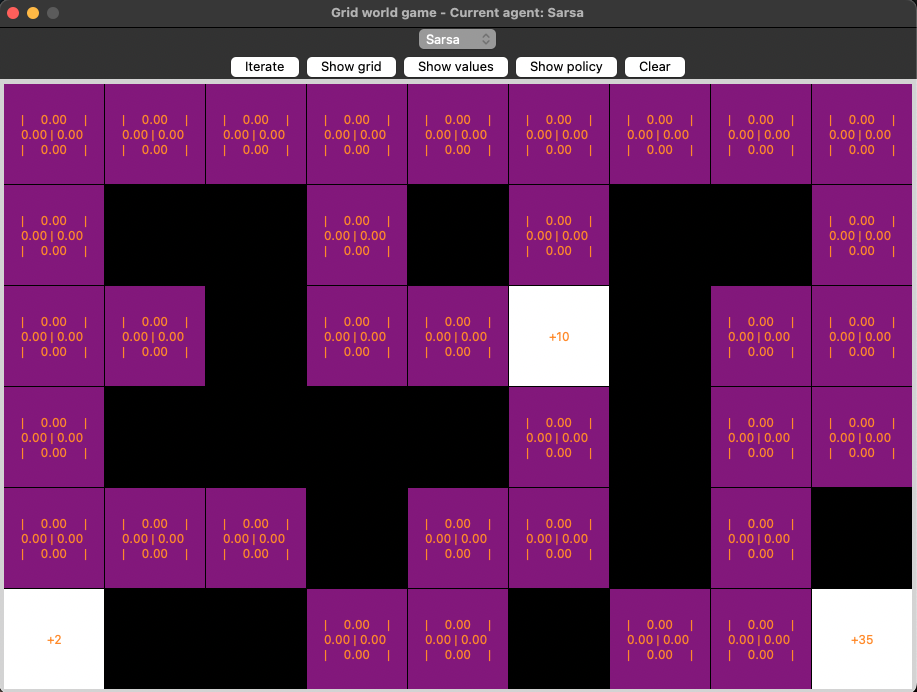 Grid world game - Current agent: Sarsa
Sarsa
Iterate Show grid Show values Show policy Clear
| 0.00 | | 0.00 | | 0.00 | | 0.00 | | 0.00 | | 0.00 | | 0.00 | | 0.00 | | 0.00 |
0.00 | 0.00 0.00 | 0.00 0.00 | 0.00 0.00 | 0.00 0.00 | 0.00 0.00 | 0.00 0.00 | 0.00 0.00 | 0.00 0.00 | 0.00
| 0.00 | | 0.00 | | 0.00 | | 0.00 | | 0.00 | | 0.00 | | 0.00 | | 0.00 | | 0.00 |
| 0.00 | | 0.00 | | 0.00 | | 0.00 |
0.00 | 0.00 0.00 | 0.00 0.00 | 0.00 0.00 | 0.00
| 0.00 | | 0.00 | | 0.00 | | 0.00 |
| 0.00 | | 0.00 | | 0.00 | | 0.00 | | 0.00 | | 0.00 |
0.00 | 0.00 0.00 | 0.00 0.00 | 0.00 0.00 | 0.00 +10 0.00 | 0.00 0.00 | 0.00
| 0.00 | | 0.00 | | 0.00 | | 0.00 | | 0.00 | | 0.00 |
| 0.00 | | 0.00 | | 0.00 | | 0.00 |
0.00 | 0.00 0.00 | 0.00 0.00 | 0.00 0.00 | 0.00
| 0.00 | | 0.00 | | 0.00 | | 0.00 |
| 0.00 | | 0.00 | | 0.00 | | 0.00 | | 0.00 | | 0.00 |
0.00 | 0.00 0.00 | 0.00 0.00 | 0.00 0.00 | 0.00 0.00 | 0.00 0.00 | 0.00
| 0.00 | | 0.00 | | 0.00 | | 0.00 | | 0.00 | | 0.00 |
| 0.00 | | 0.00 | | 0.00 | | 0.00 |
+2 0.00 | 0.00 0.00 | 0.00 0.00 | 0.00 0.00 | 0.00 +35
| 0.00 | | 0.00 | | 0.00 | | 0.00 |